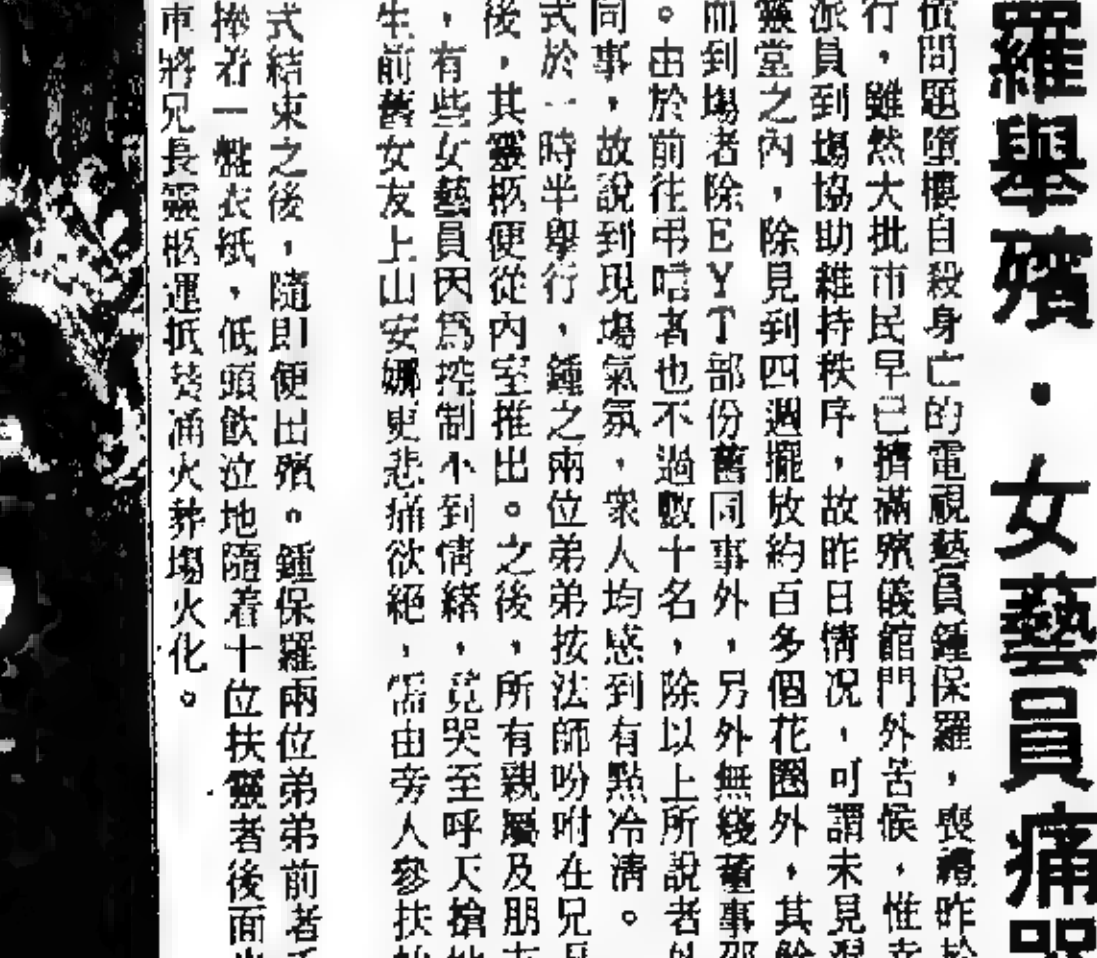 羅舉殯・女藝員痛哭
債問題墮樓自殺身亡的電視藝員鍾保羅，喪禮昨於
行，雖然大批市民早已擠滿殯儀館門外苦候，惟幸
派員到場協助維持秩序，故昨日情況，可謂未見混
靈堂之內，除見到四週擺放約百多個花圈外，其餘
而到場者除EYT部份舊同事外，另外無綫董事邵
。由於前往弔唁者也不過數十名，除以上所說者外
同事，故說到現場氣氛，衆人均感到有點冷清。
式於一時半舉行，鍾之兩位弟弟按法師吩咐在兄
後，其靈柩便從內室推出。之後，所有親屬及朋友
，有些女藝員因爲控制不到情緒，竟哭至呼天搶地
生前舊女友上山安娜更悲痛欲絕，需由旁人參扶
式結束之後，隨即便出殯。鍾保羅兩位弟弟前者手
捧者一盤衣紙，低頭飲泣地隨着十位扶靈者後面
車將兄長靈柩運抵葵涌火葬場火化。